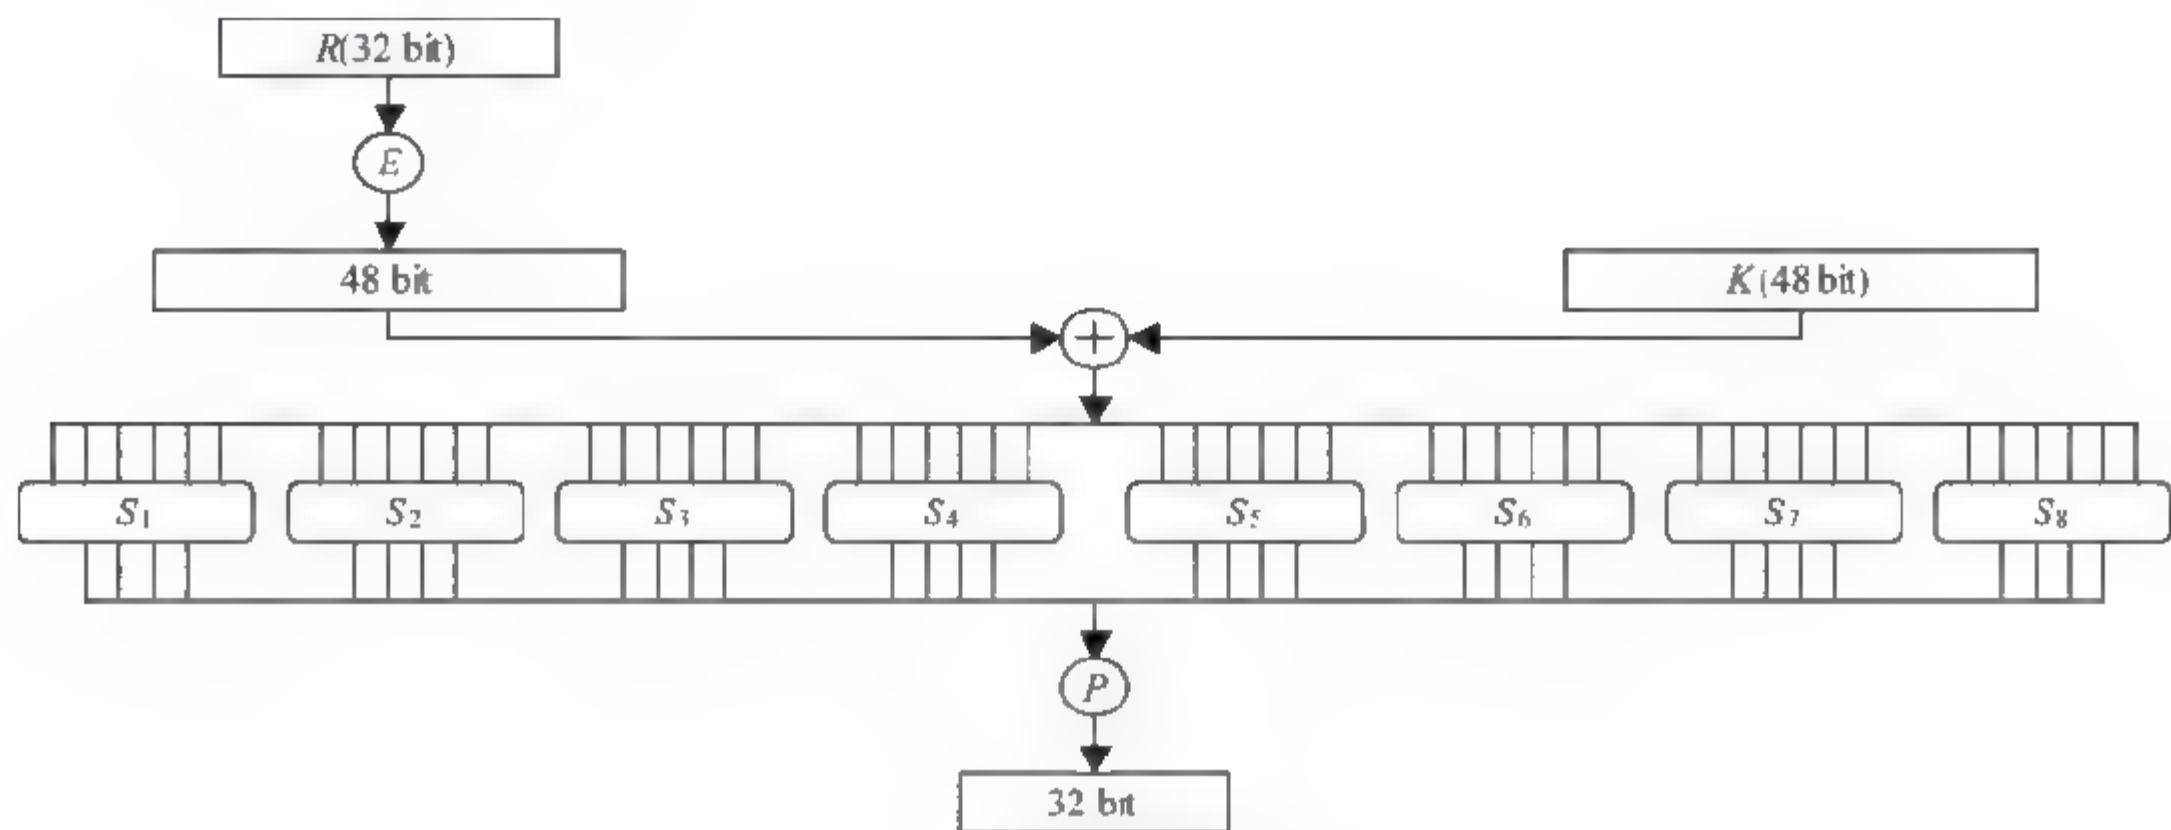 R(32 bit)
E
48 bit
K(48 bit)
+
S1 S2 S3 S4 S5 S6 S7 S8
P
32 bit